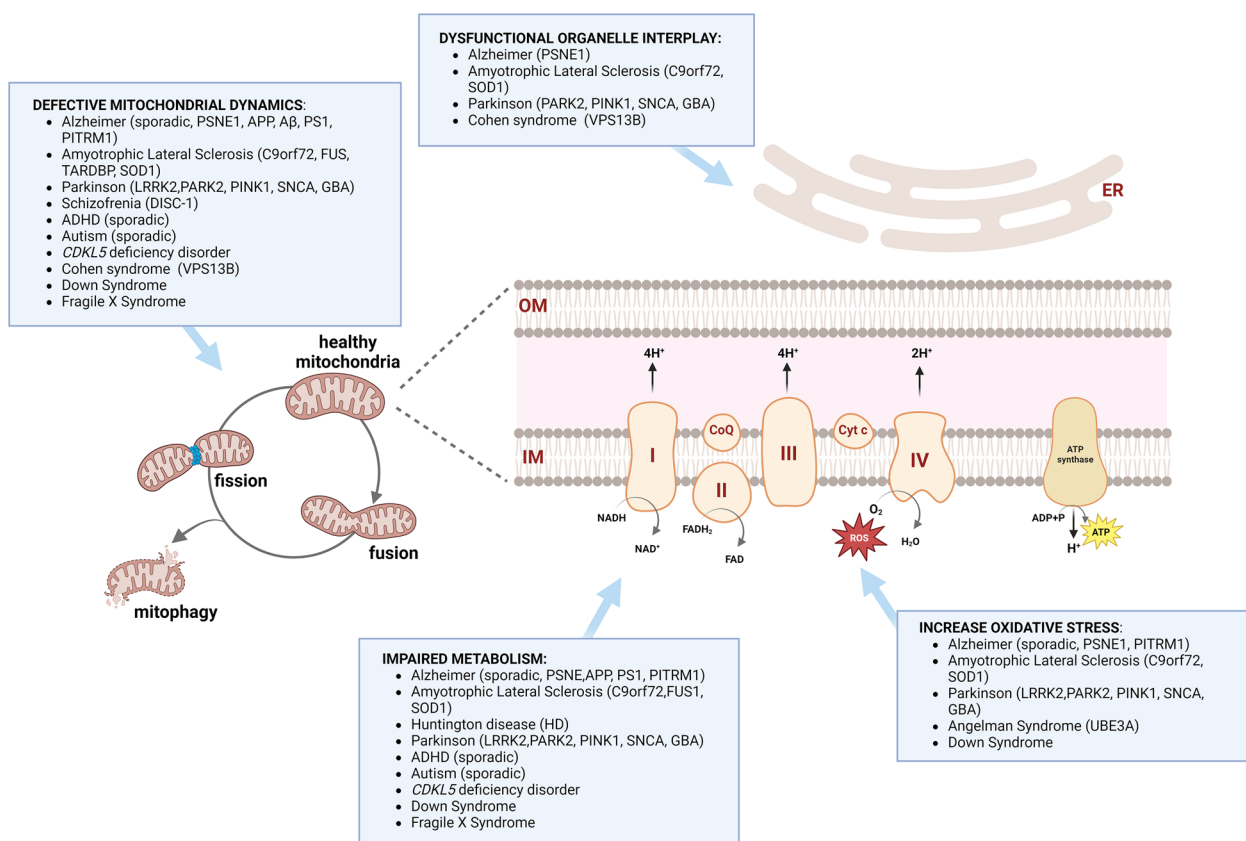 DYSFUNCTIONAL ORGANELLE INTERPLAY:
• Alzheimer (PSNE1)
• Amyotrophic Lateral Sclerosis (C9orf72,
SOD1)
• Parkinson (PARK2, PINK1, SNCA, GBA)
• Cohen syndrome (VPS13B)
DEFECTIVE MITOCHONDRIAL DYNAMICS:
• Alzheimer (sporadic, PSNE1, APP, Aβ, PS1,
PITRM1)
• Amyotrophic Lateral Sclerosis (C9orf72, FUS,
TARDBP, SOD1)
• Parkinson (LRRK2,PARK2, PINK1, SNCA, GBA)
• Schizofrenia (DISC-1)
• ADHD (sporadic)
• Autism (sporadic)
• CDKL5 deficiency disorder
• Cohen syndrome (VPS13B)
• Down Syndrome
• Fragile X Syndrome
ER
OM
healthy
mitochondria
fission
fusion
mitophagy
4H⁺
4H⁺
2H⁺
IM
I
CoQ
II
III
Cyt c
IV
ATP
synthase
NADH
NAD⁺
FADH₂
FAD
O₂
H₂O
ROS
ADP+P
H⁺
ATP
IMPAIRED METABOLISM:
• Alzheimer (sporadic, PSNE,APP, PS1, PITRM1)
• Amyotrophic Lateral Sclerosis (C9orf72,FUS1,
SOD1)
• Huntington disease (HD)
• Parkinson (LRRK2,PARK2, PINK1, SNCA, GBA)
• ADHD (sporadic)
• Autism (sporadic)
• CDKL5 deficiency disorder
• Down Syndrome
• Fragile X Syndrome
INCREASE OXIDATIVE STRESS:
• Alzheimer (sporadic, PSNE1, PITRM1)
• Amyotrophic Lateral Sclerosis (C9orf72,
SOD1)
• Parkinson (LRRK2,PARK2, PINK1, SNCA,
GBA)
• Angelman Syndrome (UBE3A)
• Down Syndrome